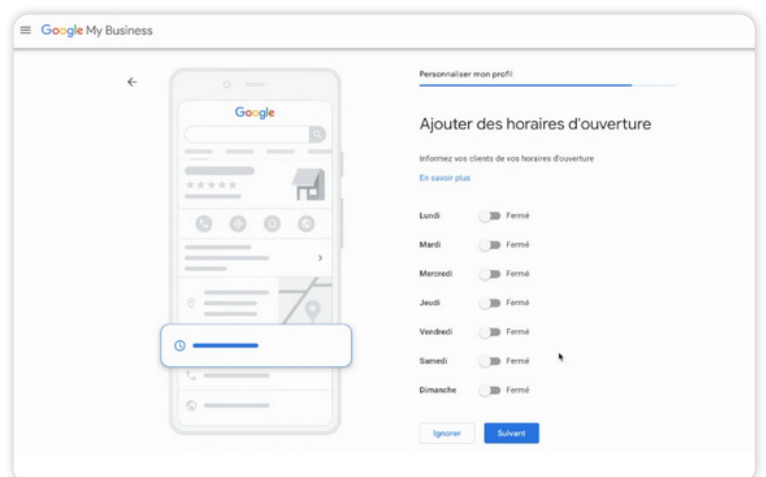 Google My Business
Google
Personnaliser mon profil
Ajouter des horaires d'ouverture
Informez vos clients de vos horaires d'ouverture
En savoir plus
Lundi Fermé
Mardi Fermé
Mercredi Fermé
Jeudi Fermé
Vendredi Fermé
Samedi Fermé
Dimanche Fermé
Ignorer Suivant